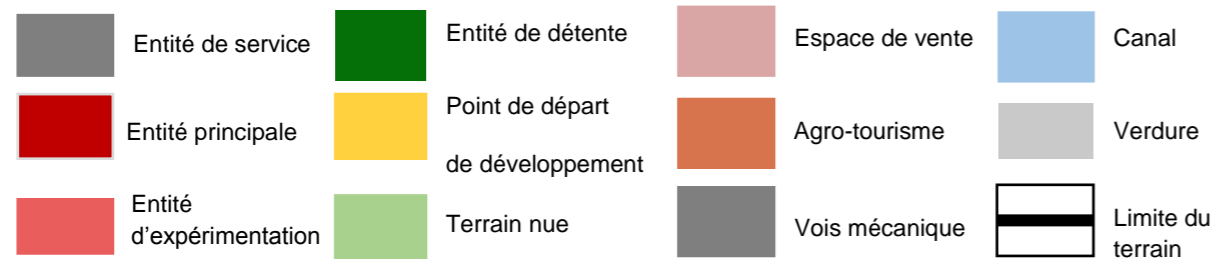 Entité de service
Entité de détente
Espace de vente
Canal
Entité principale
Point de départ
de développement
Agro-tourisme
Verdure
Entité
d'expérimentation
Terrain nue
Vois mécanique
Limite du
terrain